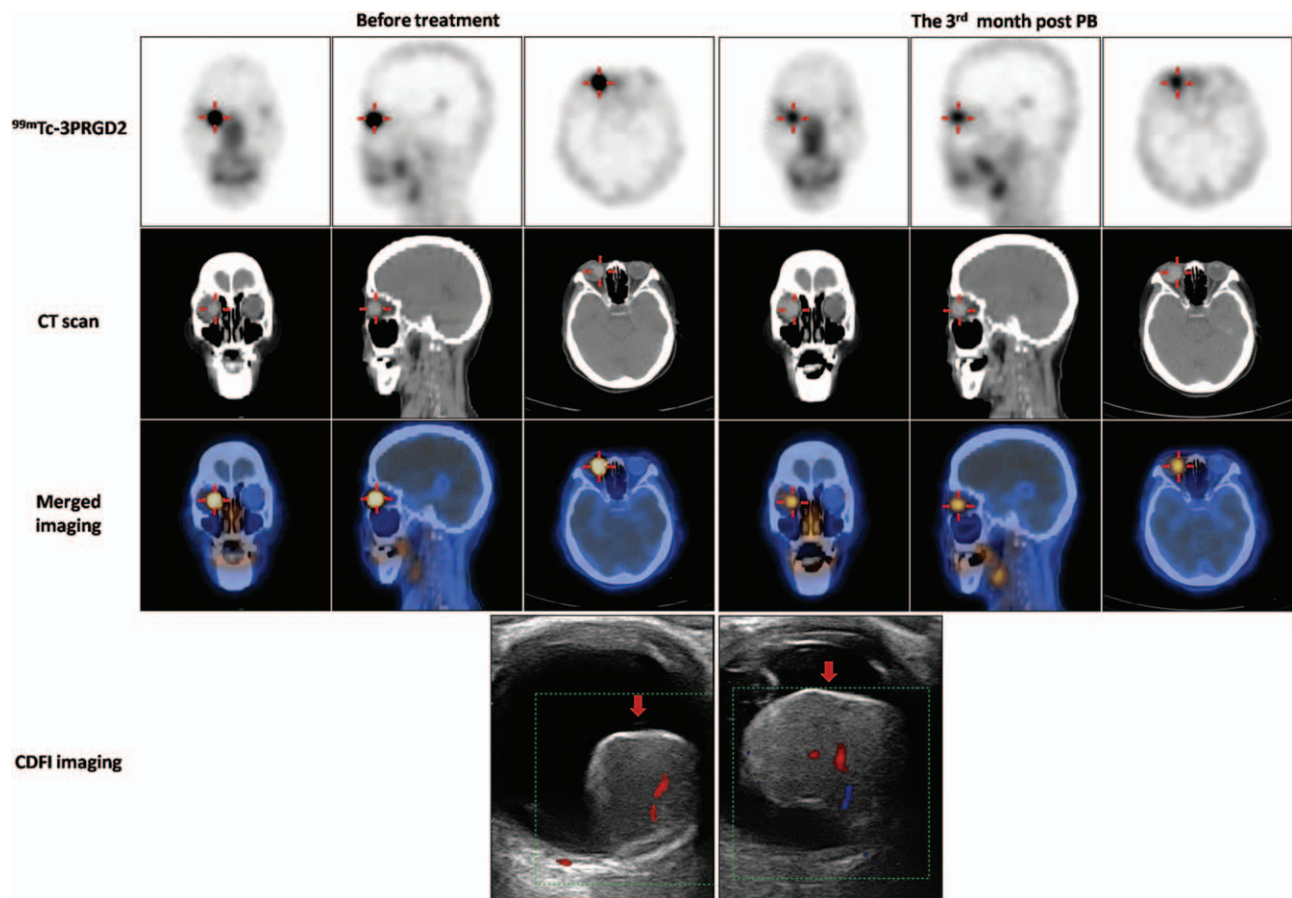 Before treatment
The 3rd month post PB
99mTc-3PRGD2
CT scan
Merged
imaging
CDFI imaging